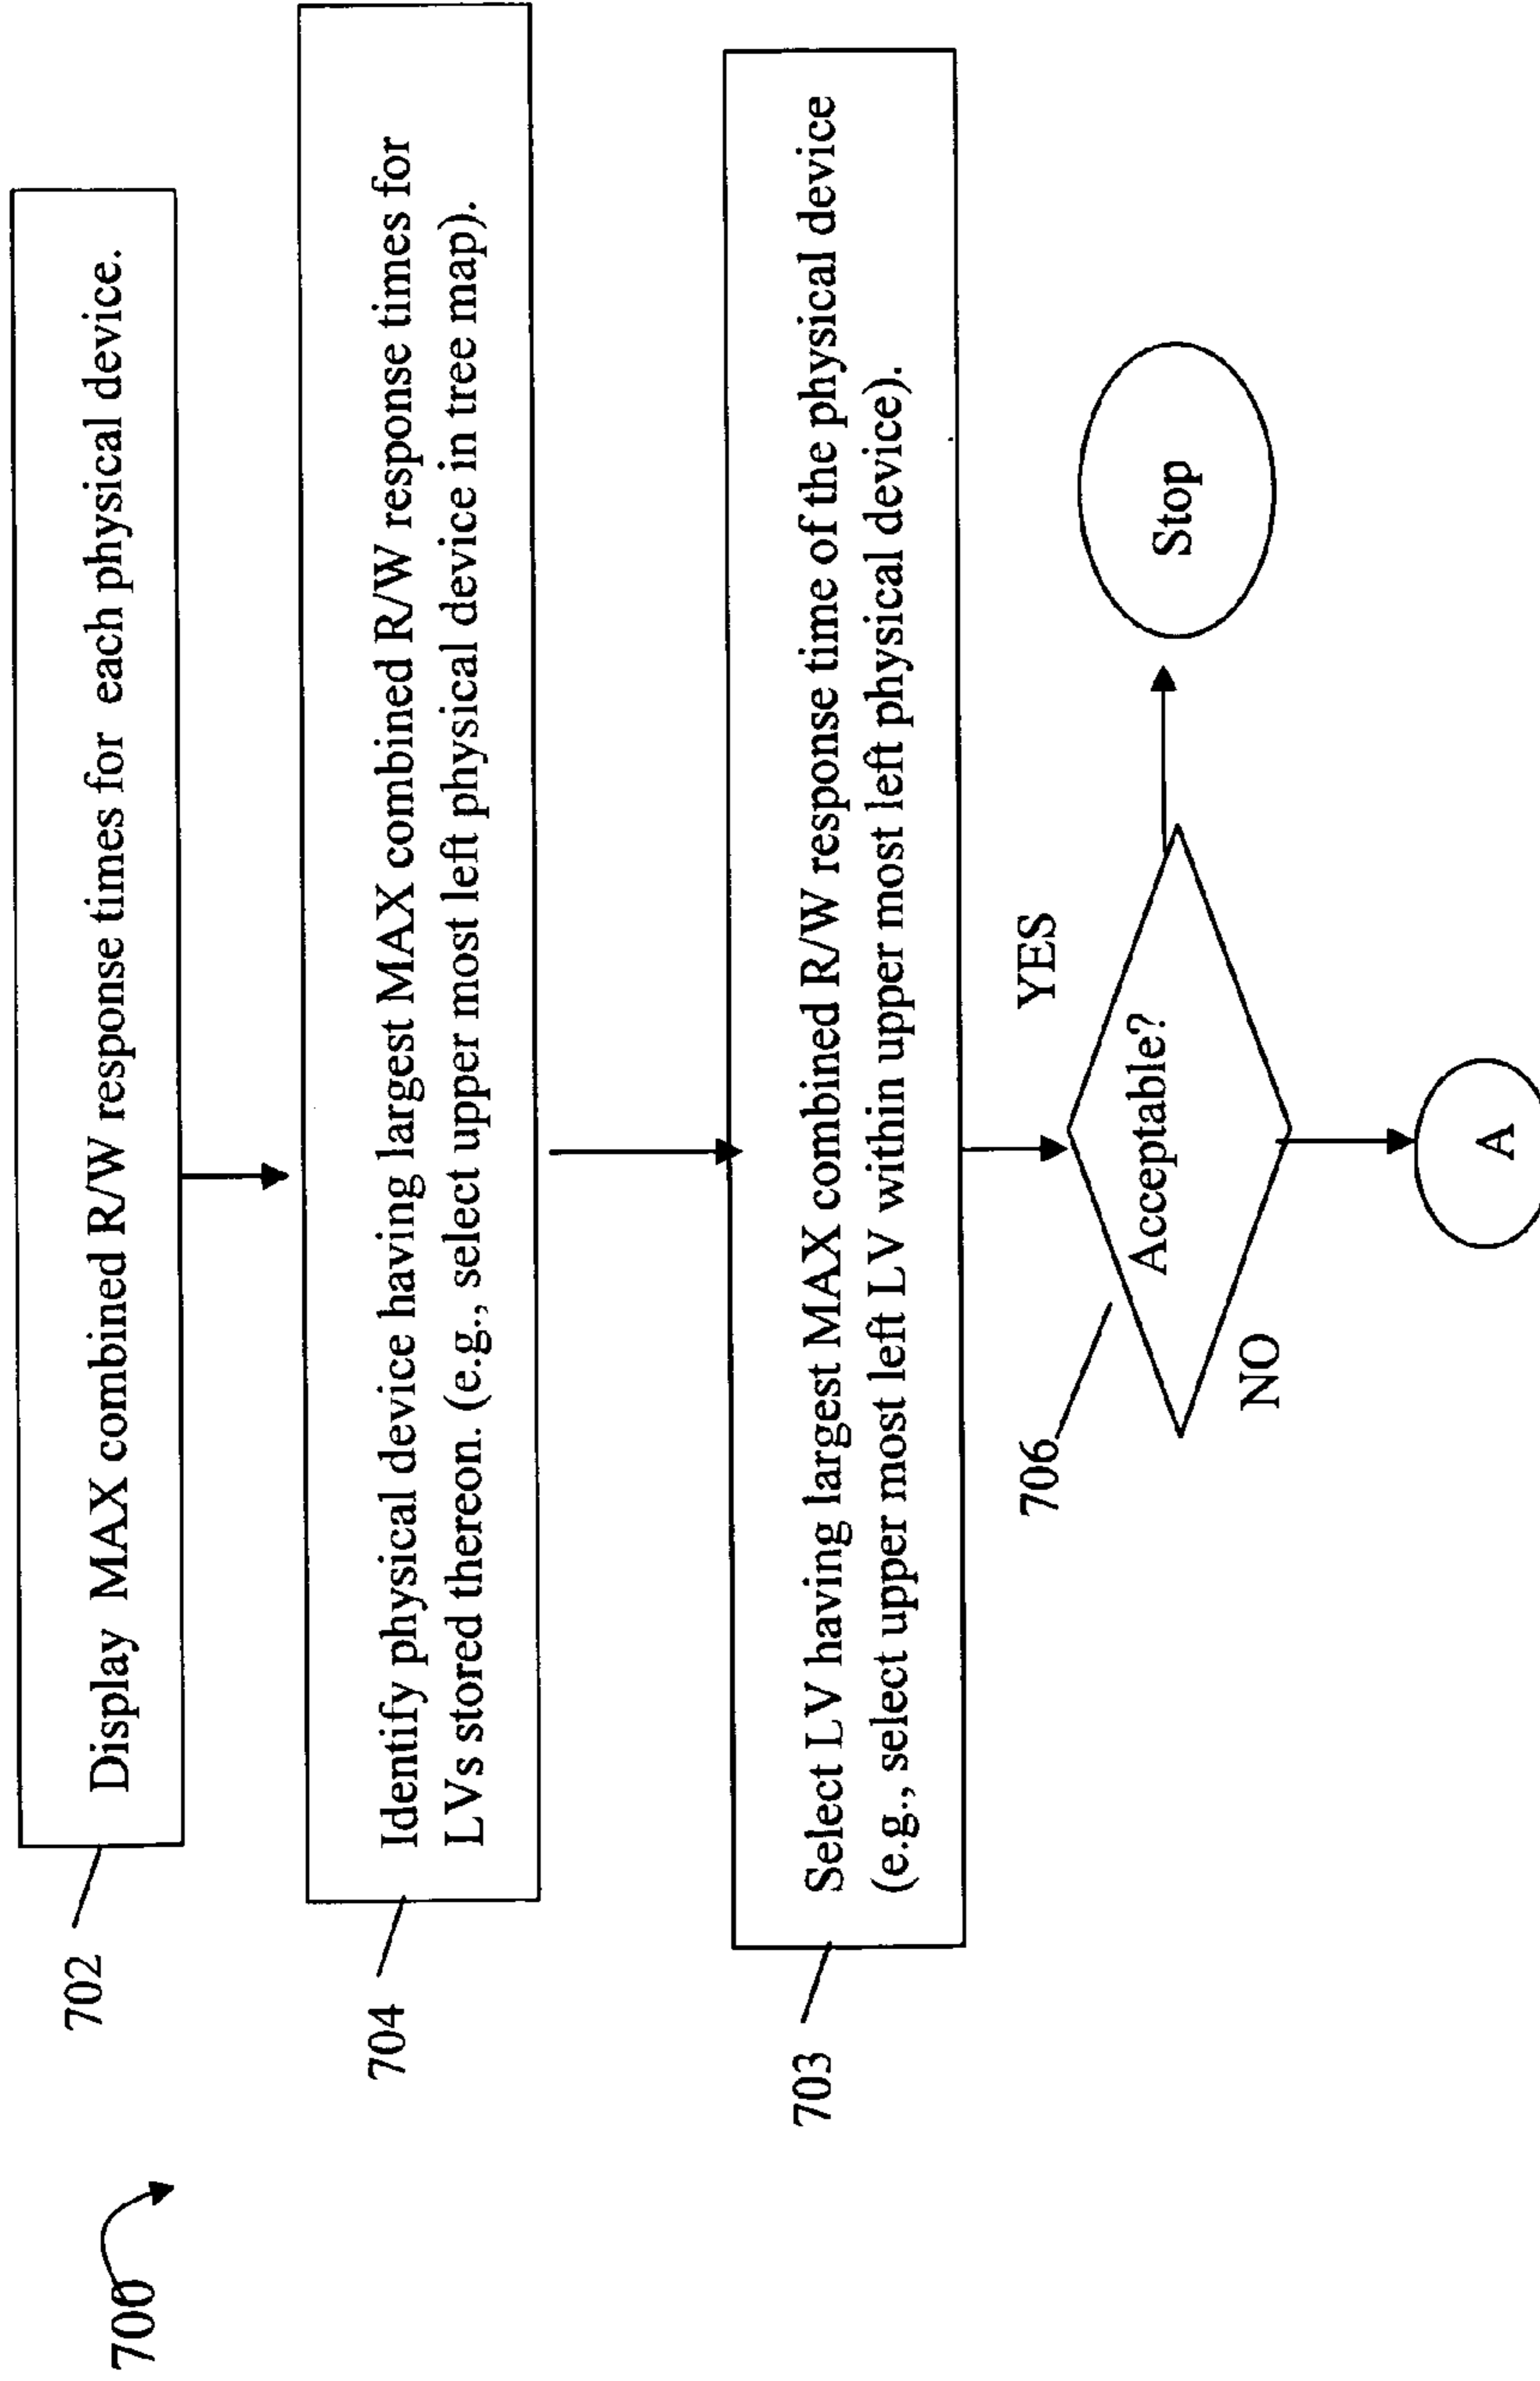 700
702
Display MAX combined R/W response times for each physical device.
704
Identify physical device having largest MAX combined R/W response times for
LVs stored thereon. (e.g., select upper most left physical device in tree map).
703
Select LV having largest MAX combined R/W response time of the physical device
(e.g., select upper most left LV within upper most left physical device).
706
Acceptable?
YES
Stop
NO
A